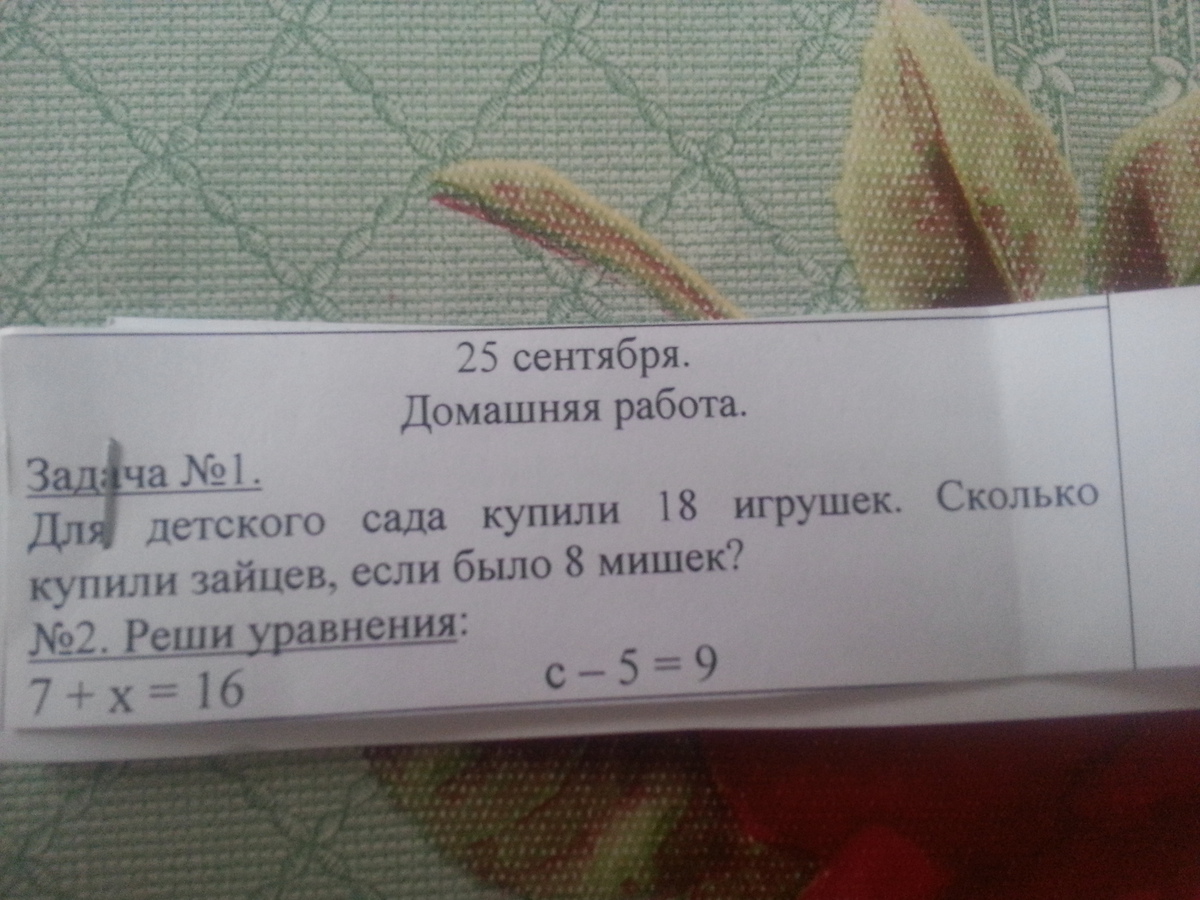 25 сентября.
Домашняя работа.
Задача №1.
Для детского сада купили 18 игрушек. Сколько
купили зайцев, если было 8 мишек?
№2. Реши уравнения:
7 + х = 16 с – 5 = 9